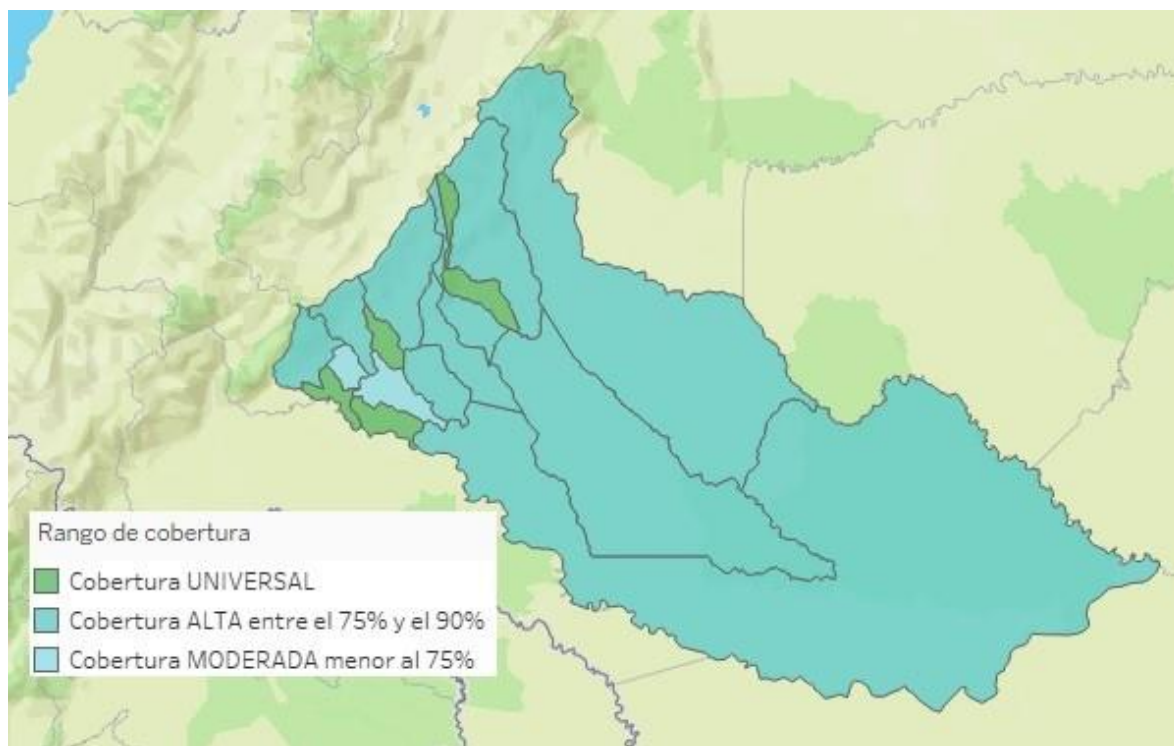 Rango de cobertura
Cobertura UNIVERSAL
Cobertura ALTA entre el 75% y el 90%
Cobertura MODERADA menor al 75%